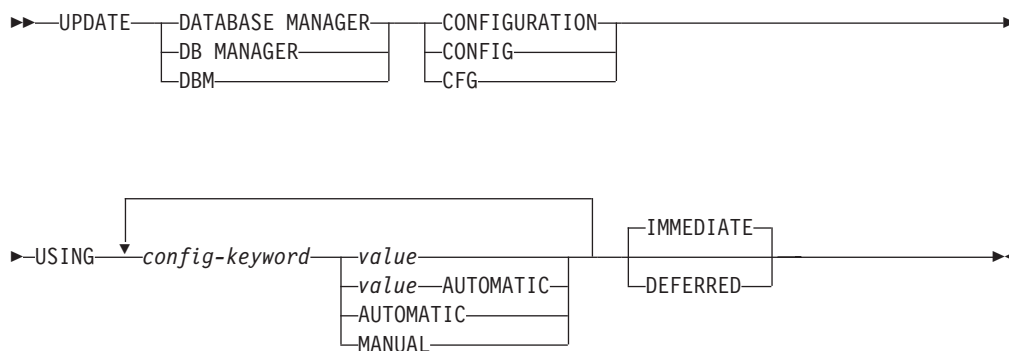 UPDATE DATABASE MANAGER CONFIGURATION
DB MANAGER CONFIG
DBM CFG
IMMEDIATE
USING config-keyword value
value AUTOMATIC DEFERRED
AUTOMATIC
MANUAL